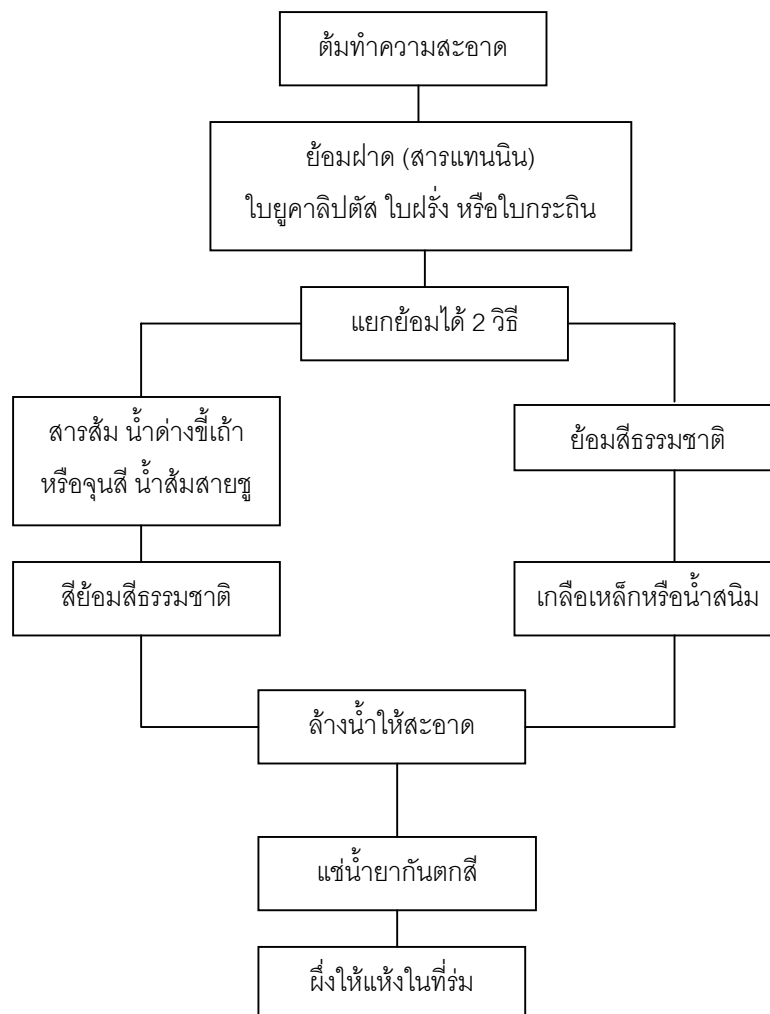 ต้มทำความสะอาด
ย้อมฝาด (สารแทนนิน)
ใบยูคาลิปตัส ใบฝรั่ง หรือใบกระถิน
แยกย้อมได้ 2 วิธี
สารส้ม น้ำด่างขี้เถ้า
หรือจุนสี น้ำส้มสายชู
ย้อมสีธรรมชาติ
สีย้อมสีธรรมชาติ
เกลือเหล็กหรือน้ำสนิม
ล้างน้ำให้สะอาด
แช่น้ำยากันตกสี
ผึ่งให้แห้งในที่ร่ม